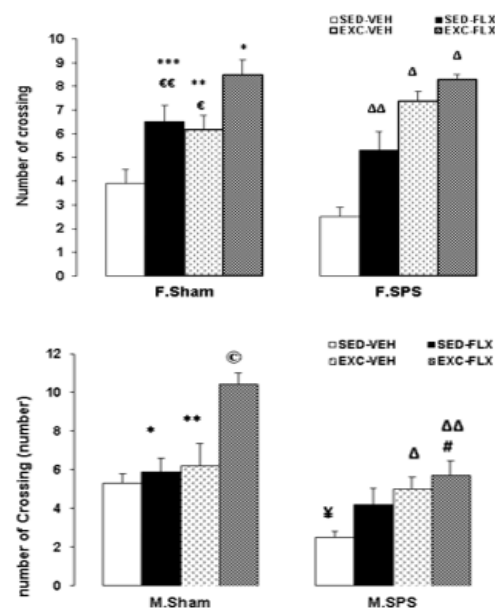 SED-VEH SED-FLX
EXC-VEH EXC-FLX
Number of crossing
10
9
8
7
6
5
4
3
2
1
0
***
€€
**
€
*
ΔΔ
Δ
Δ
F.Sham F.SPS
SED-VEH SED-FLX
EXC-VEH EXC-FLX
number of Crossing (number)
12
10
8
6
4
2
0
*
**
©
¥
Δ
ΔΔ
#
M.Sham M.SPS